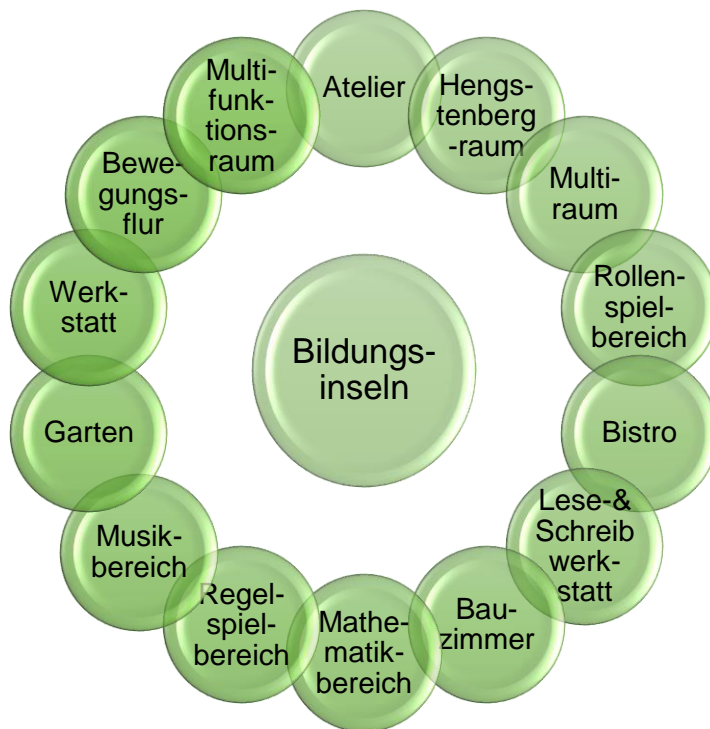 Atelier
Hengs-
tenberg
-raum
Multi-
raum
Rollen-
spiel-
bereich
Bistro
Lese-&
Schreib
werk-
statt
Bau-
zimmer
Mathe-
matik-
bereich
Regel-
spiel-
bereich
Musik-
bereich
Garten
Werk-
statt
Bewe-
gungs-
flur
Multi-
funk-
tions-
raum
Bildungs-
inseln